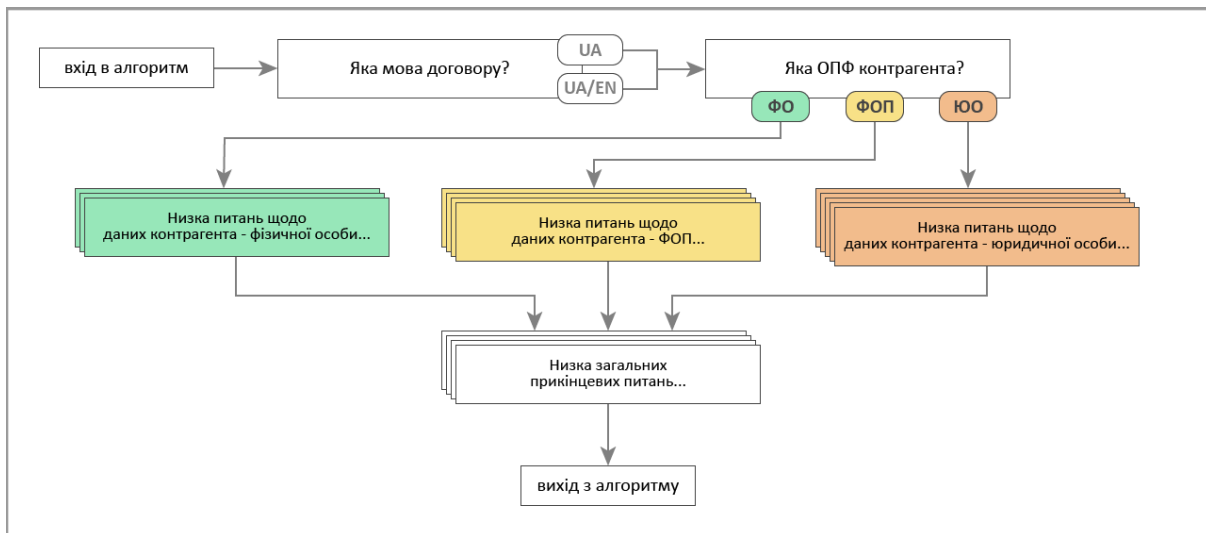 вхід в алгоритм
Яка мова договору?
UA
UA/EN
Яка ОПФ контрагента?
ФО
ФОП
ЮО
Низка питань щодо
даних контрагента - фізичної особи...
Низка питань щодо
даних контрагента - ФОП...
Низка питань щодо
даних контрагента - юридичної особи...
Низка загальних
прикінцевих питань...
вихід з алгоритму